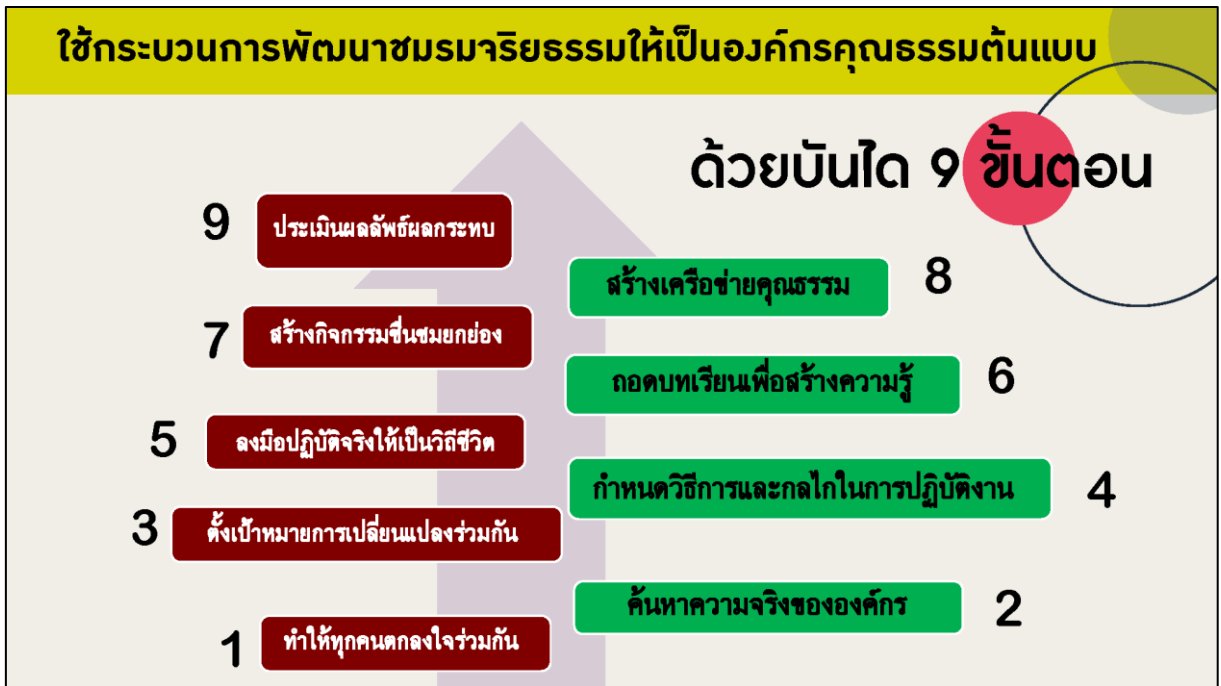 ใช้กระบวนการพัฒนาชมรมจริยธรรมให้เป็นองค์กรคุณธรรมต้นแบบ
ด้วยบันได 9 ขั้นตอน
9 ประเมินผลลัพธ์ผลกระทบ
สร้างเครือข่ายคุณธรรม 8
7 สร้างกิจกรรมชื่นชมยกย่อง
ถอดบทเรียนเพื่อสร้างความรู้ 6
5 ลงมือปฏิบัติจริงให้เป็นวิถีชีวิต
กำหนดวิธีการและกลไกในการปฏิบัติงาน 4
3 ตั้งเป้าหมายการเปลี่ยนแปลงร่วมกัน
ค้นหาความจริงขององค์กร 2
1 ทำให้ทุกคนตกลงใจร่วมกัน